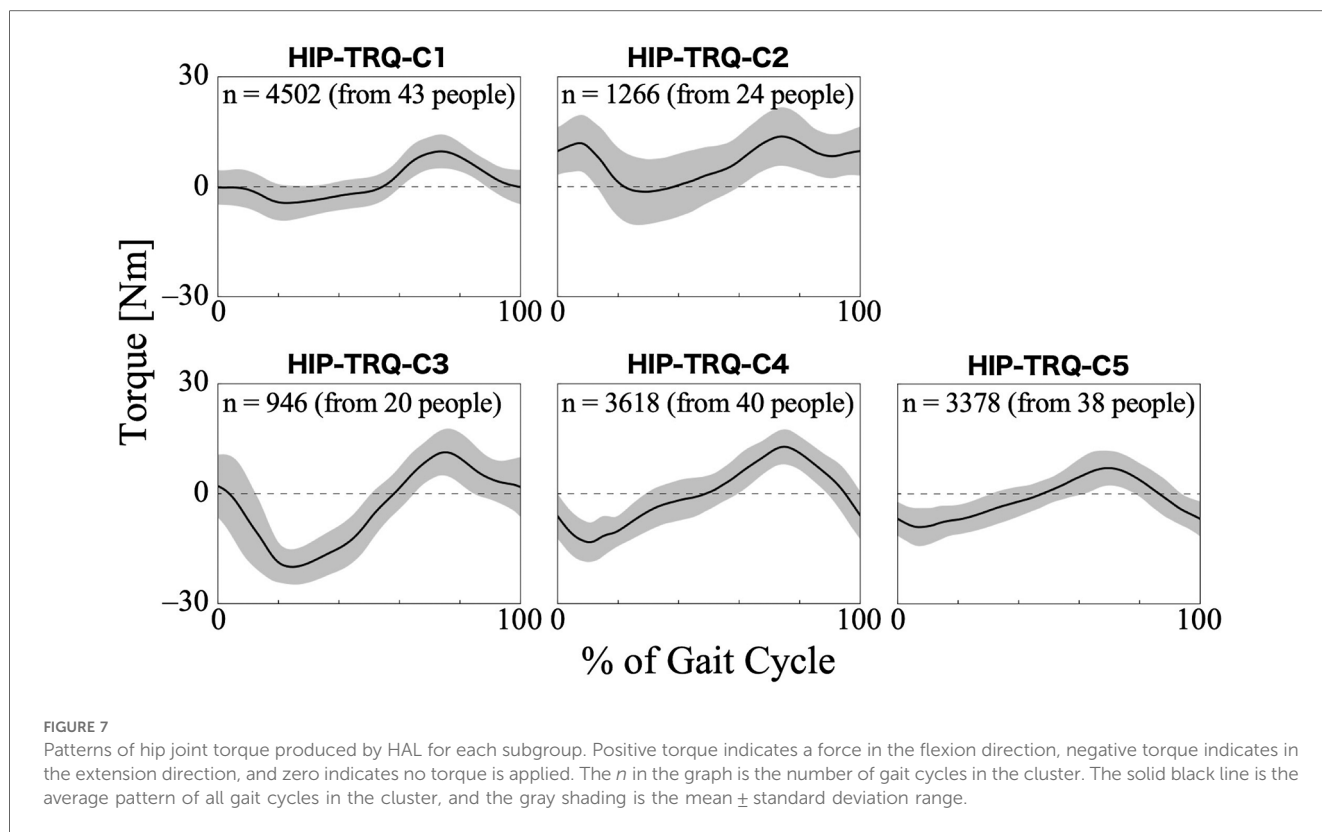 HIP-TRQ-C1
HIP-TRQ-C2
30
n = 4502 (from 43 people)
n = 1266 (from 24 people)
0
−30
0
100
0
100
HIP-TRQ-C3
HIP-TRQ-C4
HIP-TRQ-C5
30
n = 946 (from 20 people)
n = 3618 (from 40 people)
n = 3378 (from 38 people)
0
−30
0
100
0
100
0
100
Torque [Nm]
% of Gait Cycle
FIGURE 7
Patterns of hip joint torque produced by HAL for each subgroup. Positive torque indicates a force in the flexion direction, negative torque indicates in
the extension direction, and zero indicates no torque is applied. The n in the graph is the number of gait cycles in the cluster. The solid black line is the
average pattern of all gait cycles in the cluster, and the gray shading is the mean ± standard deviation range.